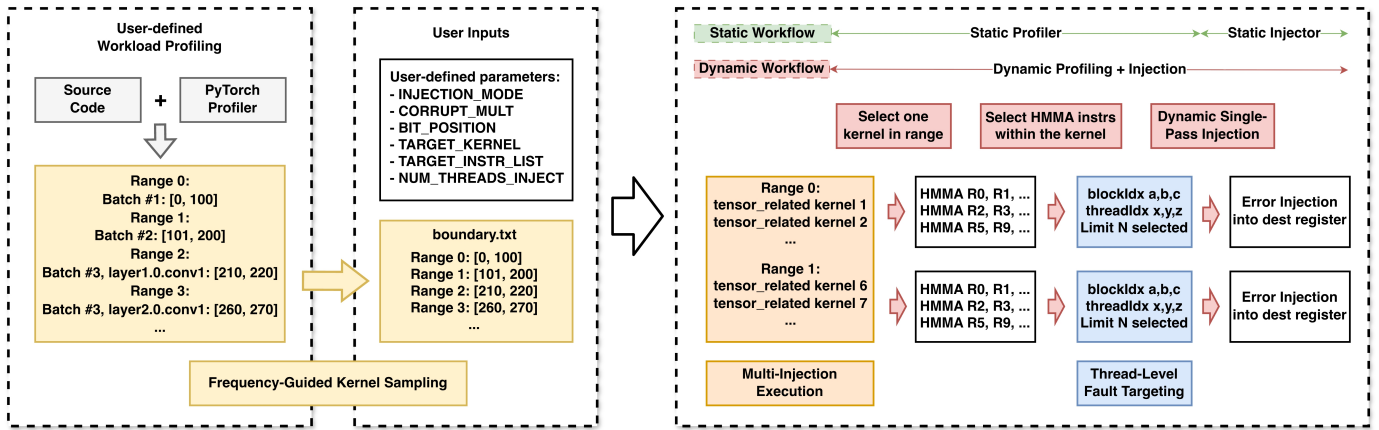 User-defined
Workload Profiling
Source
Code
+
PyTorch
Profiler
Range 0:
Batch #1: [0, 100]
Range 1:
Batch #2: [101, 200]
Range 2:
Batch #3, layer1.0.conv1: [210, 220]
Range 3:
Batch #3, layer2.0.conv1: [260, 270]
...
Frequency-Guided Kernel Sampling
User Inputs
User-defined parameters:
- INJECTION_MODE
- CORRUPT_MULT
- BIT_POSITION
- TARGET_KERNEL
- TARGET_INSTR_LIST
- NUM_THREADS_INJECT
boundary.txt
Range 0: [0, 100]
Range 1: [101, 200]
Range 2: [210, 220]
Range 3: [260, 270]
...
Static Workflow
Static Profiler
Static Injector
Dynamic Workflow
Dynamic Profiling + Injection
Select one
kernel in range
Select HMMA instrs
within the kernel
Dynamic Single-
Pass Injection
Range 0:
tensor_related kernel 1
tensor_related kernel 2
...
Range 1:
tensor_related kernel 6
tensor_related kernel 7
...
HMMA R0, R1, ...
HMMA R2, R3, ...
HMMA R5, R9, ...
blockIdx a,b,c
threadIdx x,y,z
Limit N selected
Error Injection
into dest register
HMMA R0, R1, ...
HMMA R2, R3, ...
HMMA R5, R9, ...
blockIdx a,b,c
threadIdx x,y,z
Limit N selected
Error Injection
into dest register
Multi-Injection
Execution
Thread-Level
Fault Targeting